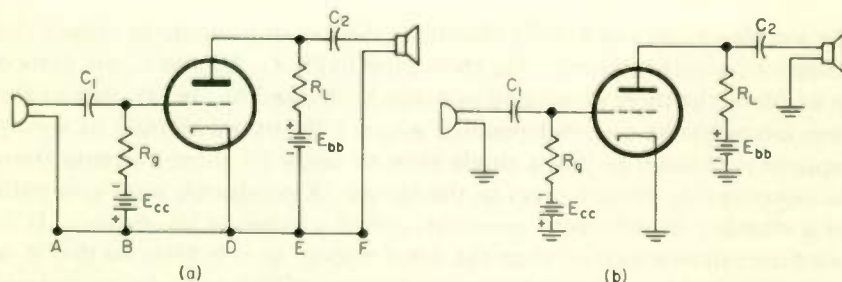 C1
Rg
-
Ecc
+
C2
RL
+
Ebb
-
A B D E F
(a)
C1
Rg
-
Ecc
+
C2
RL
+
Ebb
-
(b)